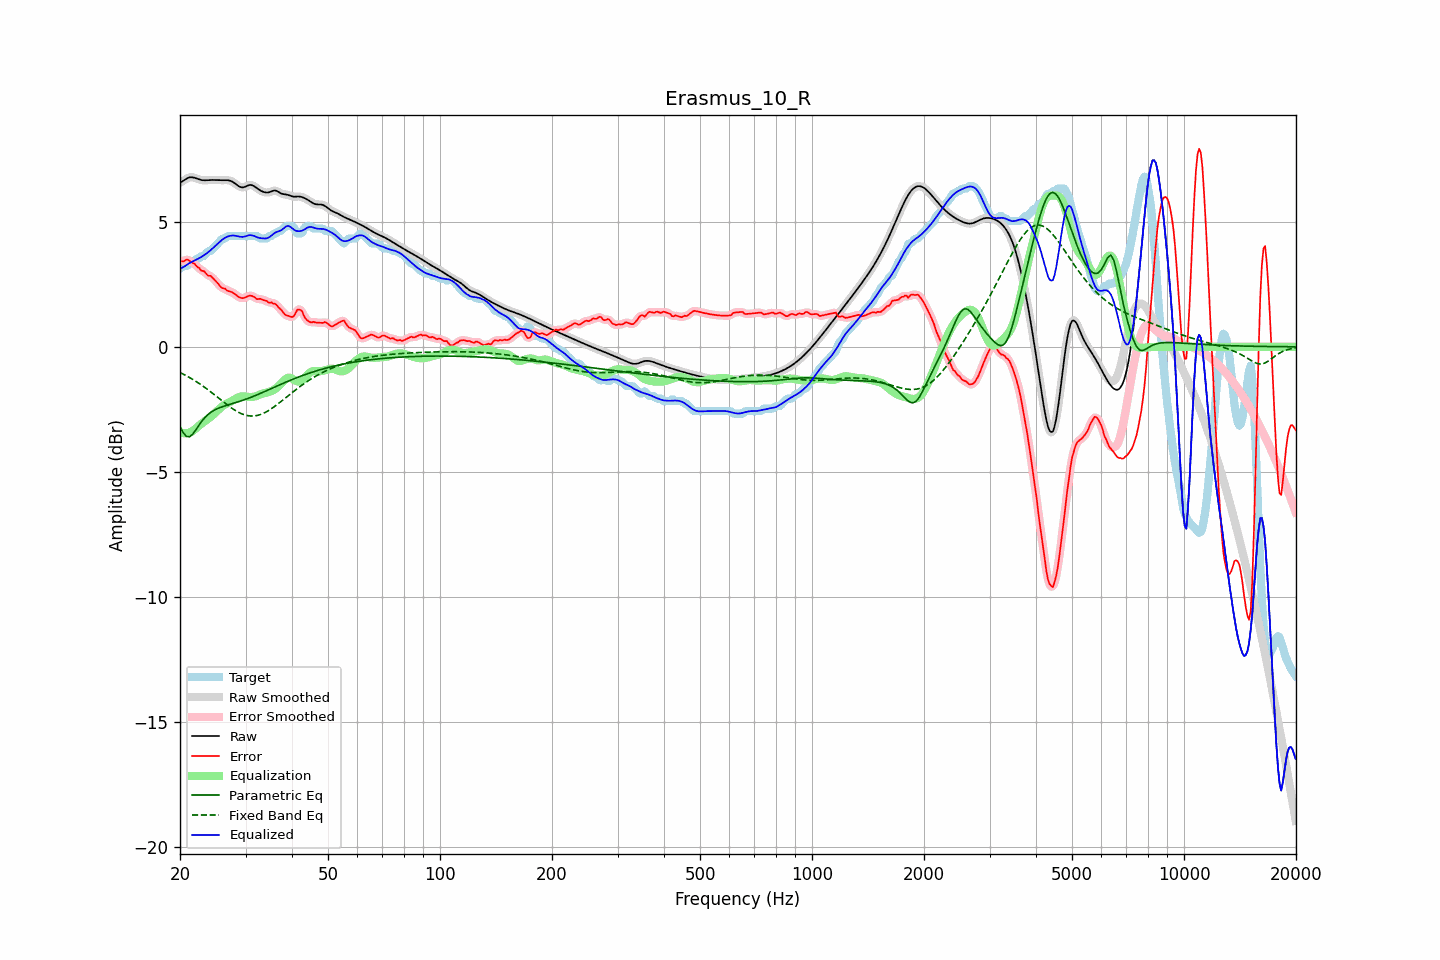 Erasmus_10_R
Amplitude (dBr)
5
0
−5
−10
−15
−20
Target
Raw Smoothed
Error Smoothed
Raw
Error
Equalization
Parametric Eq
Fixed Band Eq
Equalized
20 50 100 200 500 1000 2000 5000 10000 20000
Frequency (Hz)